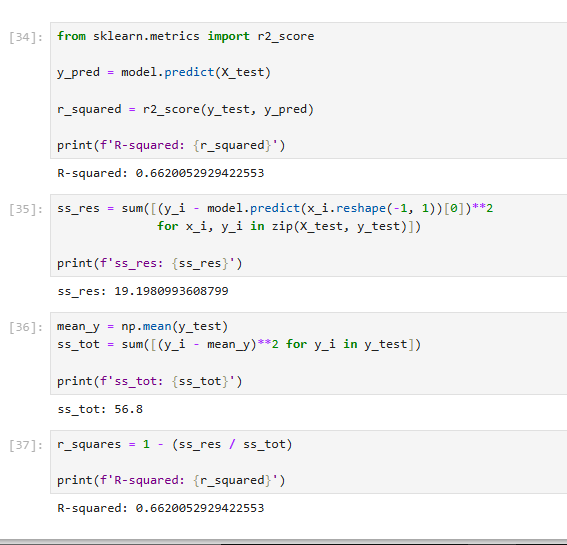 [34]: from sklearn.metrics import r2_score
y_pred = model.predict(X_test)
r_squared = r2_score(y_test, y_pred)
print(f'R-squared: {r_squared}')
R-squared: 0.6620052929422553
[35]: ss_res = sum([(y_i - model.predict(x_i.reshape(-1, 1))[0])**2
for x_i, y_i in zip(X_test, y_test)])
print(f'ss_res: {ss_res}')
ss_res: 19.1980993608799
[36]: mean_y = np.mean(y_test)
ss_tot = sum([(y_i - mean_y)**2 for y_i in y_test])
print(f'ss_tot: {ss_tot}')
ss_tot: 56.8
[37]: r_squares = 1 - (ss_res / ss_tot)
print(f'R-squared: {r_squared}')
R-squared: 0.6620052929422553